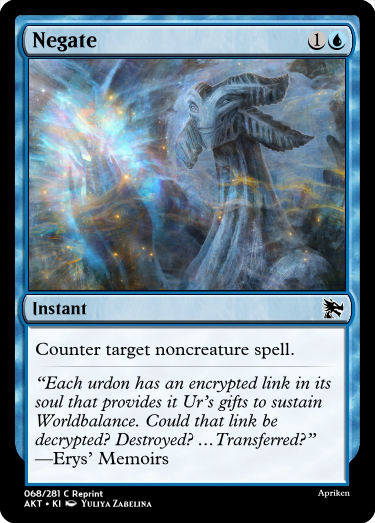 Negate 1
Instant
Counter target noncreature spell.
“Each urdon has an encrypted link in its
soul that provides it Ur’s gifts to sustain
Worldbalance. Could that link be
decrypted? Destroyed? …Transferred?”
—Erys’ Memoirs
068/281 C Reprint Apriken
AKT • KI YULIYA ZABELINA